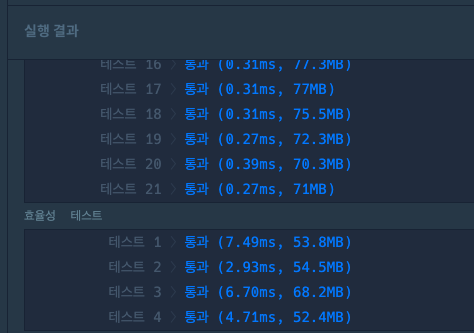 실행 결과
테스트 16 〉 통과 (0.31ms, 77.3MB)
테스트 17 〉 통과 (0.31ms, 77MB)
테스트 18 〉 통과 (0.31ms, 75.5MB)
테스트 19 〉 통과 (0.27ms, 72.3MB)
테스트 20 〉 통과 (0.39ms, 70.3MB)
테스트 21 〉 통과 (0.27ms, 71MB)
효율성 테스트
테스트 1 〉 통과 (7.49ms, 53.8MB)
테스트 2 〉 통과 (2.93ms, 54.5MB)
테스트 3 〉 통과 (6.70ms, 68.2MB)
테스트 4 〉 통과 (4.71ms, 52.4MB)